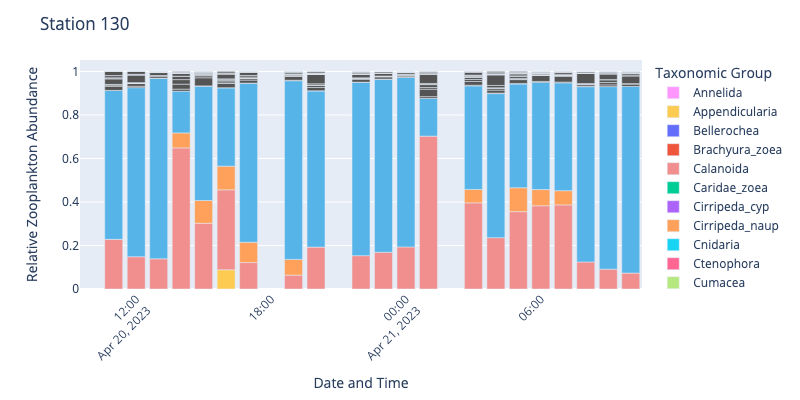 Station 130
Relative Zooplankton Abundance
1
0.8
0.6
0.4
0.2
0
12:00
Apr 20, 2023
18:00
00:00
Apr 21, 2023
06:00
Date and Time
Taxonomic Group
Annelida
Appendicularia
Bellerochea
Brachyura_zoea
Calanoida
Caridae_zoea
Cirripeda_cyp
Cirripeda_naup
Cnidaria
Ctenophora
Cumacea